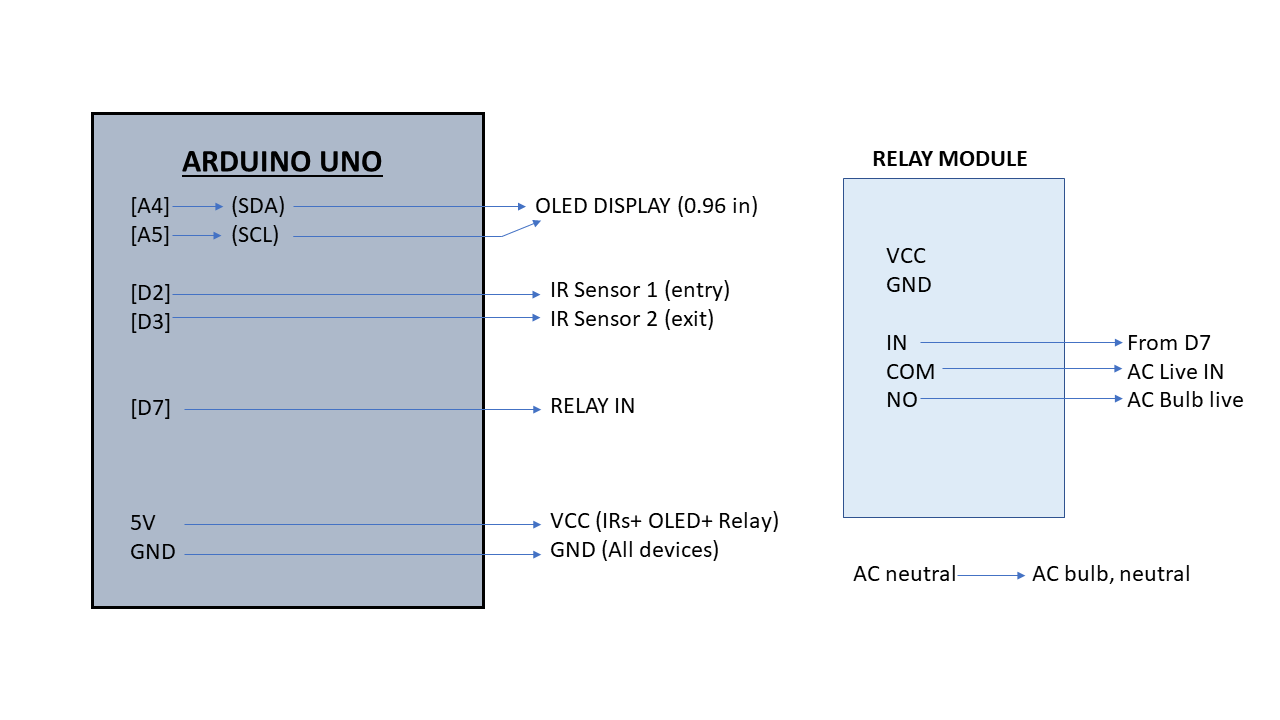 ARDUINO UNO
[A4] (SDA) OLED DISPLAY (0.96 in)
[A5] (SCL)
[D2] IR Sensor 1 (entry)
[D3] IR Sensor 2 (exit)
[D7] RELAY IN
5V VCC (IRs+ OLED+ Relay)
GND GND (All devices)
RELAY MODULE
VCC
GND
IN From D7
COM AC Live IN
NO AC Bulb live
AC neutral AC bulb, neutral